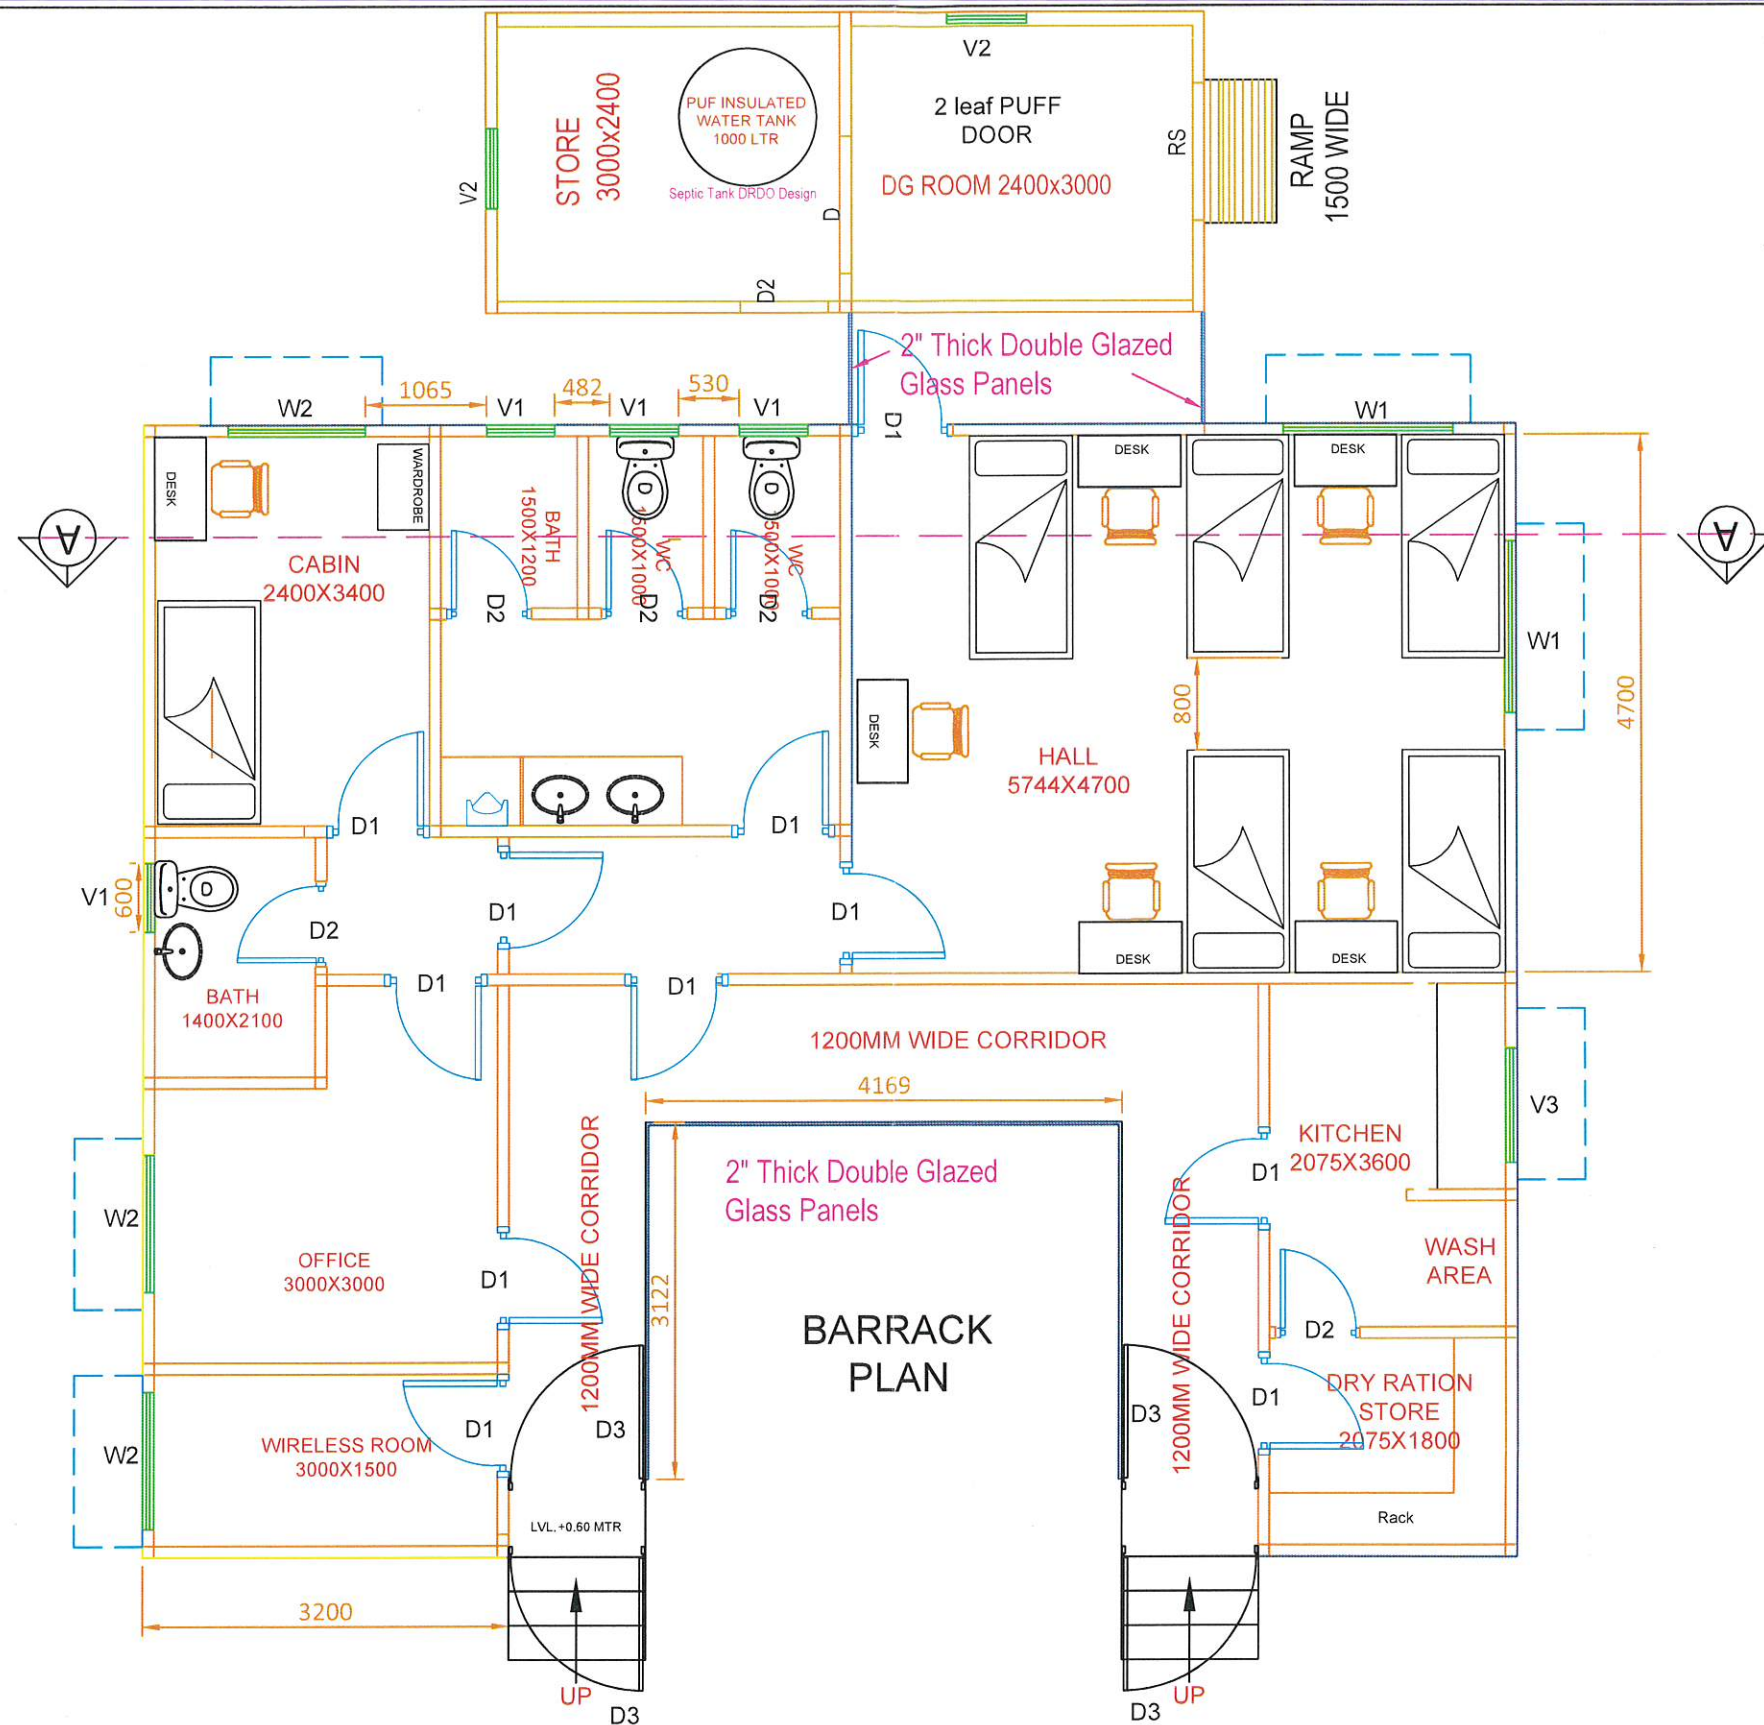 V2
2 leaf PUFF
DOOR
DG ROOM 2400x3000
RS
RAMP
1500 WIDE
STORE
3000x2400
PUF INSULATED
WATER TANK
1000 LTR
Septic Tank DRDO Design
V2
D
D2
2" Thick Double Glazed
Glass Panels
W2
1065
V1
482
V1
530
V1
D1
W1
DESK
WARDROBE
BATH
1500X1200
WC
1500X1000
WC
1500X1000
D
D
DESK
DESK
A
A
CABIN
2400X3400
D2
D2
D2
W1
4700
800
DESK
HALL
5744X4700
D1
D1
V1
600
D
D2
D1
D1
DESK
DESK
BATH
1400X2100
D1
D1
1200MM WIDE CORRIDOR
4169
V3
KITCHEN
2075X3600
D1
2" Thick Double Glazed
Glass Panels
W2
1200MM WIDE CORRIDOR
1200MM WIDE CORRIDOR
WASH
AREA
OFFICE
3000X3000
D1
3122
BARRACK
PLAN
D2
DRY RATION
STORE
2075X1800
D1
D3
D3
D1
W2
WIRELESS ROOM
3000X1500
LVL. +0.60 MTR
Rack
3200
UP
UP
D3
D3